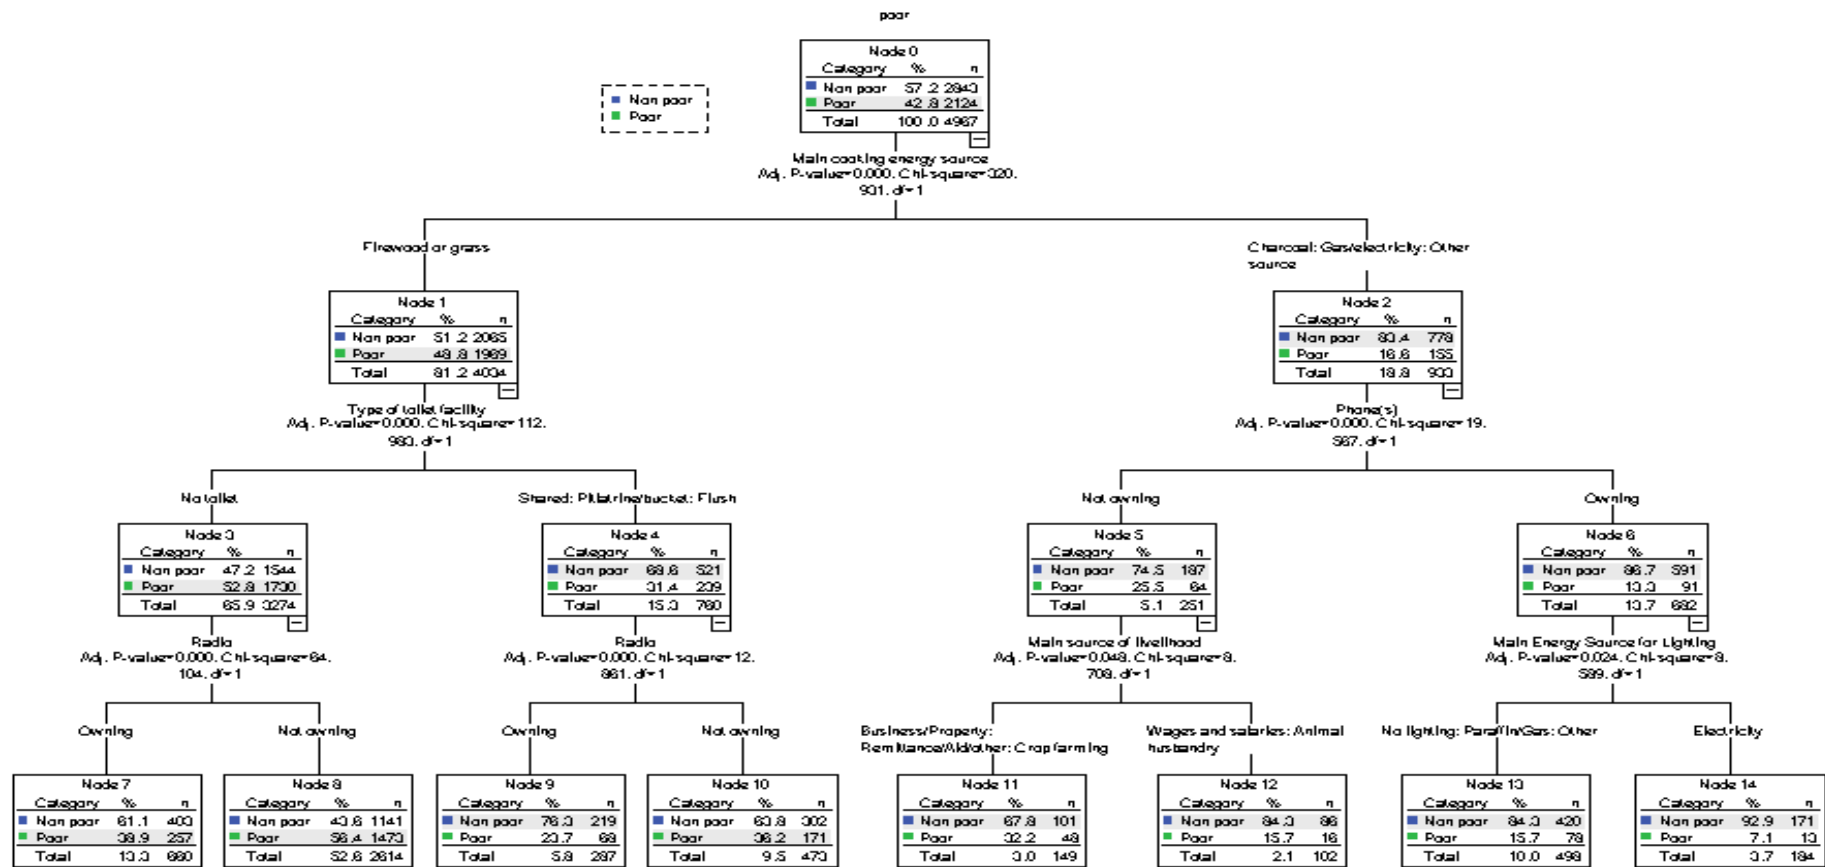 poor
Node 0
Category % n
Non poor 57.2 2843
Poor 42.8 2124
Total 100.0 4967
Non poor
Poor
Main cooking energy source
Adj. P-value=0.000, Chi-square=320.
931, df=1
Firewood or grass
Charcoal; Gas/electricity; Other
source
Node 1
Category % n
Non poor 51.2 2065
Poor 48.8 1969
Total 81.2 4034
Node 2
Category % n
Non poor 83.4 778
Poor 16.6 155
Total 18.8 933
Type of toilet facility
Adj. P-value=0.000, Chi-square=112.
983, df=1
Phone(s)
Adj. P-value=0.000, Chi-square=19.
567, df=1
No toilet
Shared; Pitlatrine/bucket; Flush
Not owning
Owning
Node 3
Category % n
Non poor 47.2 1544
Poor 52.8 1730
Total 65.9 3274
Node 4
Category % n
Non poor 68.6 521
Poor 31.4 239
Total 15.3 760
Node 5
Category % n
Non poor 74.5 187
Poor 25.5 64
Total 5.1 251
Node 6
Category % n
Non poor 86.7 591
Poor 13.3 91
Total 13.7 682
Radio
Adj. P-value=0.000, Chi-square=64.
104, df=1
Radio
Adj. P-value=0.000, Chi-square=12.
861, df=1
Main source of livelihood
Adj. P-value=0.048, Chi-square=8.
708, df=1
Main Energy Source for Lighting
Adj. P-value=0.024, Chi-square=8.
589, df=1
Owning
Not owning
Owning
Not owning
Business/Property;
Remittance/Aid/other; Crop farming
Wages and salaries; Animal
husbandry
No lighting; Paraffin/Gas; Other
Electricity
Node 7
Category % n
Non poor 61.1 403
Poor 38.9 257
Total 13.3 660
Node 8
Category % n
Non poor 43.6 1141
Poor 56.4 1473
Total 52.6 2614
Node 9
Category % n
Non poor 76.3 219
Poor 23.7 68
Total 5.8 287
Node 10
Category % n
Non poor 63.8 302
Poor 36.2 171
Total 9.5 473
Node 11
Category % n
Non poor 67.8 101
Poor 32.2 48
Total 3.0 149
Node 12
Category % n
Non poor 84.3 86
Poor 15.7 16
Total 2.1 102
Node 13
Category % n
Non poor 84.3 420
Poor 15.7 78
Total 10.0 498
Node 14
Category % n
Non poor 92.9 171
Poor 7.1 13
Total 3.7 184